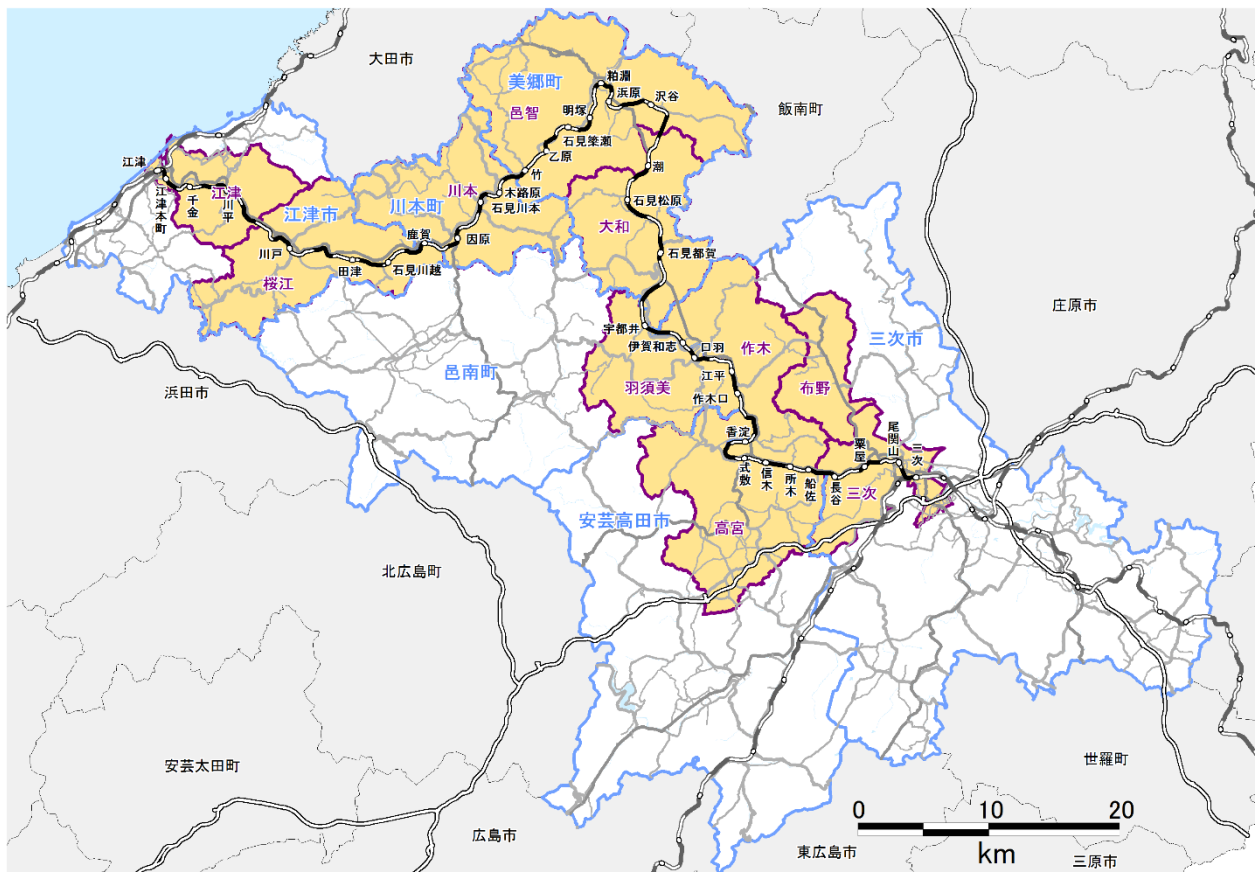 大田市
飯南町
美郷町
邑智
粕淵
浜原
沢谷
明塚
石見簗瀬
乙原
竹
木路原
石見川本
川本
川本町
因原
鹿賀
石見川越
田津
川戸
桜江
江津市
江津
川平
千金
江津本町
江津
潮
石見松原
大和
石見都賀
宇都井
伊賀和志
口羽
江平
作木口
作木
布野
三次市
庄原市
羽須美
邑南町
浜田市
香淀
式敷
信木
所木
船佐
長谷
粟屋
尾関山
三次
三次
高宮
安芸高田市
北広島町
安芸太田町
広島市
東広島市
三原市
世羅町
0
10
20
km